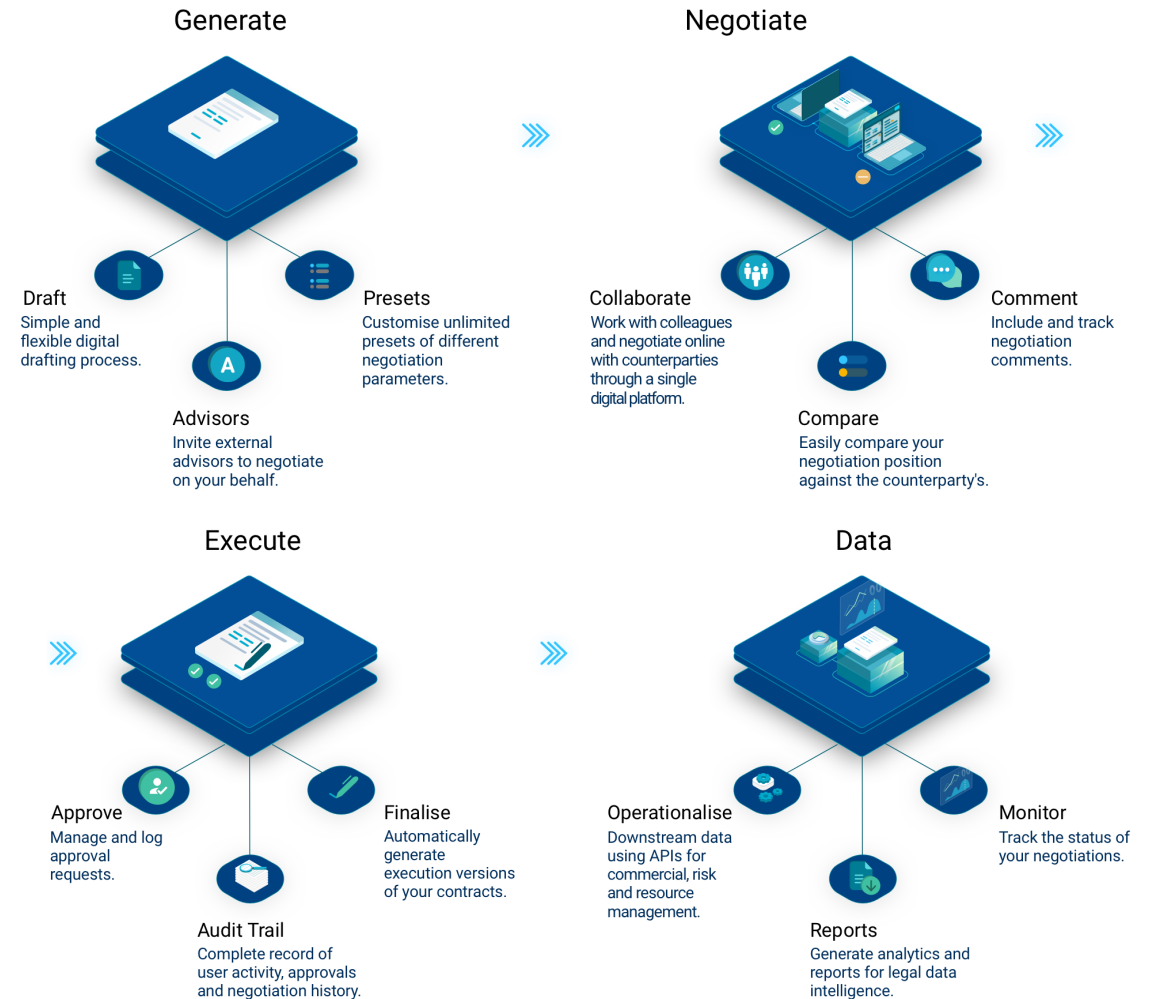 Generate
Draft
Simple and
flexible digital
drafting process.
A
Advisors
Invite external
advisors to negotiate
on your behalf.
Presets
Customise unlimited
presets of different
negotiation
parameters.
Negotiate
Collaborate
Work with colleagues
and negotiate online
with counterparties
through a single
digital platform.
Compare
Easily compare your
negotiation position
against the counterparty's.
Comment
Include and track
negotiation
comments.
Execute
Approve
Manage and log
approval
requests.
Audit Trail
Complete record of
user activity, approvals
and negotiation history.
Finalise
Automatically
generate
execution versions
of your contracts.
Data
Operationalise
Downstream data
using APIs for
commercial, risk
and resource
management.
Reports
Generate analytics and
reports for legal data
intelligence.
Monitor
Track the status of
your negotiations.